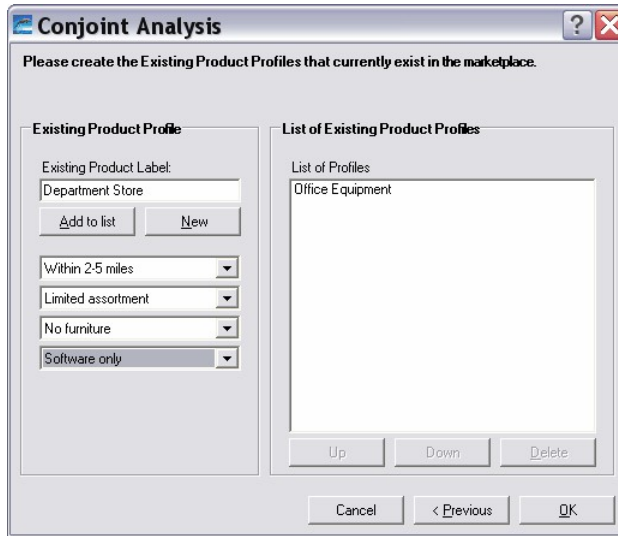 Conjoint Analysis
Please create the Existing Product Profiles that currently exist in the marketplace.
Existing Product Profile
Existing Product Label:
Department Store
Add to list
New
Within 2-5 miles
Limited assortment
No furniture
Software only
List of Existing Product Profiles
List of Profiles
Office Equipment
Up
Down
Delete
Cancel
< Previous
OK